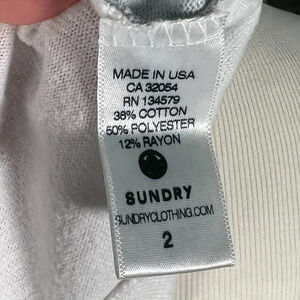 MADE IN USA
CA 32054
RN 134579
38% COTTON
50% POLYESTER
12% RAYON
SUNDRY
SUNDRYCLOTHING.COM
2